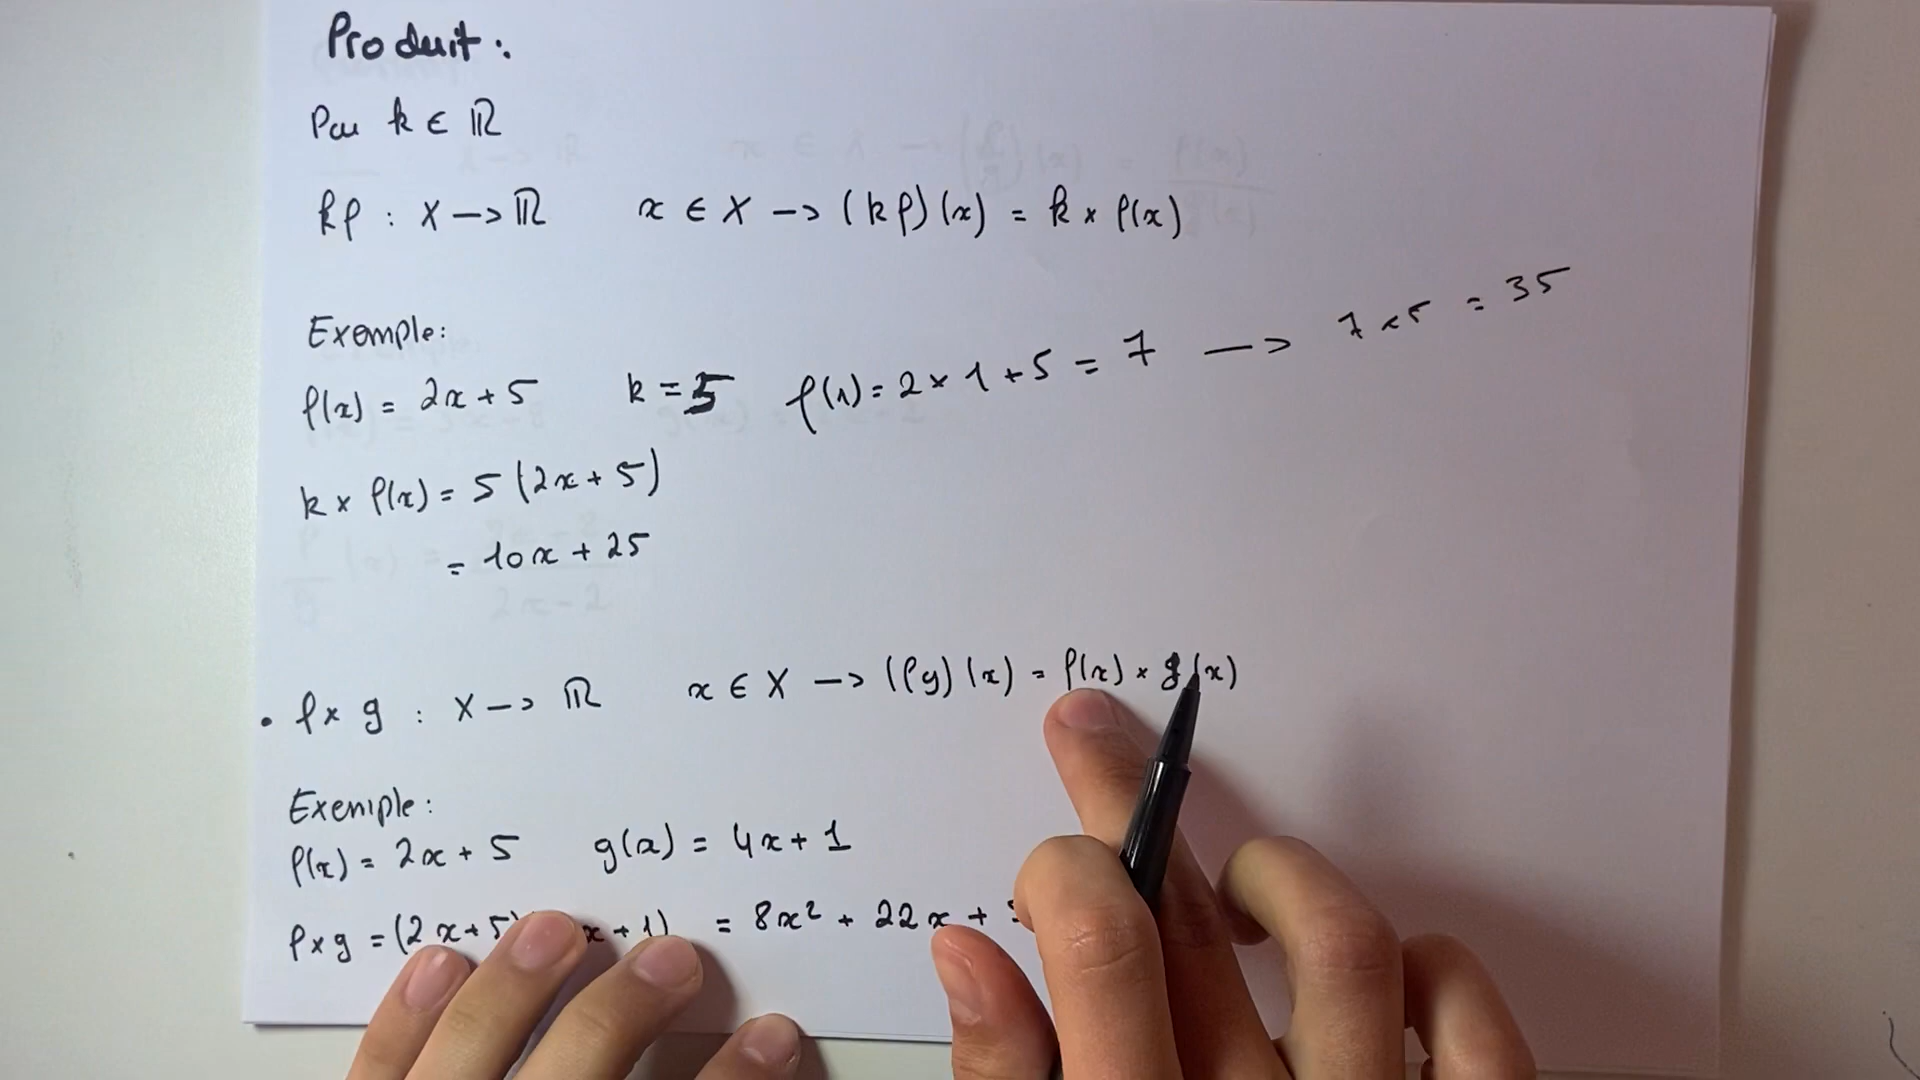 Produit :
Par k ∈ ℝ
kf : X → ℝ x ∈ X → (kf)(x) = k × f(x)
Exemple:
f(x) = 2x + 5 k = 5 f(1) = 2 × 1 + 5 = 7 → 7 × 5 = 35
k × f(x) = 5 (2x + 5)
= 10x + 25
• f × g : X → ℝ x ∈ X → (fg)(x) = f(x) × g(x)
Exemple :
f(x) = 2x + 5 g(x) = 4x + 1
f × g = (2x + 5) x + 1) = 8x² + 22x +